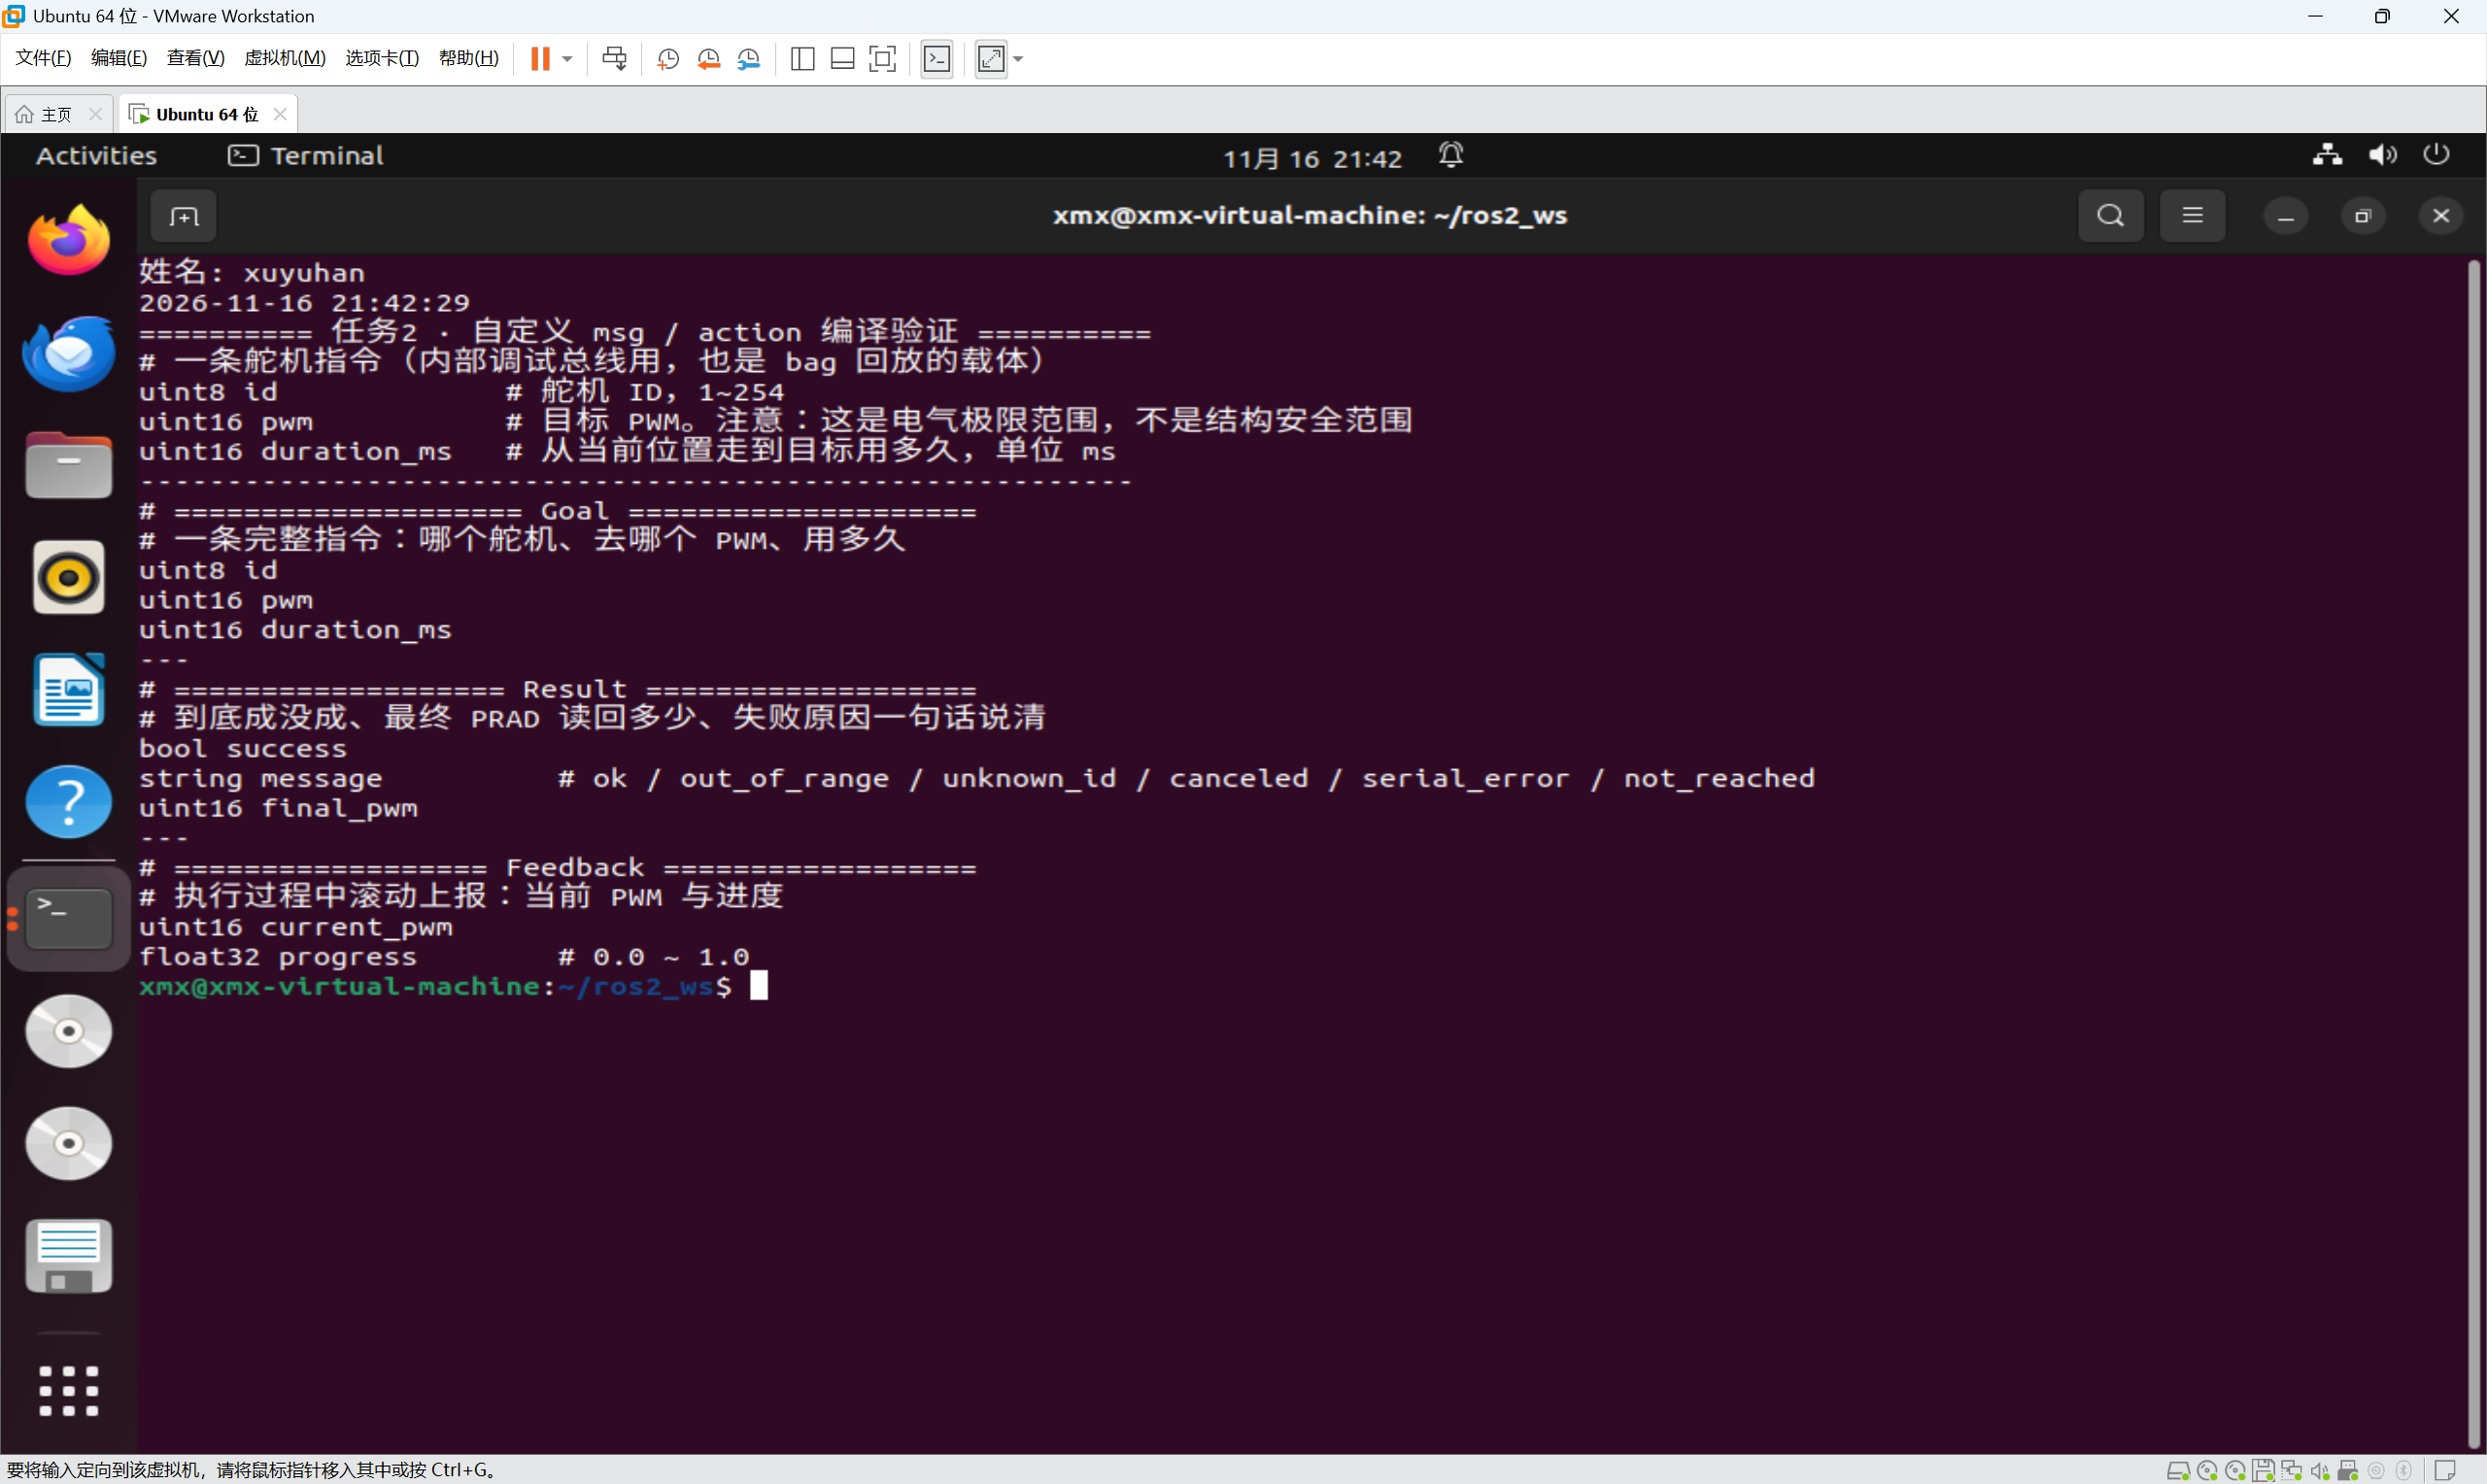 Ubuntu 64 位 - VMware Workstation
文件(F) 编辑(E) 查看(V) 虚拟机(M) 选项卡(T) 帮助(H)
主页 Ubuntu 64 位
Activities Terminal 11月 16 21:42
xmx@xmx-virtual-machine: ~/ros2_ws
姓名: xuyuhan
2026-11-16 21:42:29
========== 任务2 · 自定义 msg / action 编译验证 ==========
# 一条舵机指令（内部调试总线用，也是 bag 回放的载体）
uint8 id # 舵机 ID，1~254
uint16 pwm # 目标 PWM。注意：这是电气极限范围，不是结构安全范围
uint16 duration_ms # 从当前位置走到目标用多久，单位 ms
---------------------------------------------------------
# ==================== Goal ====================
# 一条完整指令：哪个舵机、去哪个 PWM、用多久
uint8 id
uint16 pwm
uint16 duration_ms
---
# =================== Result ===================
# 到底成没成、最终 PRAD 读回多少、失败原因一句话说清
bool success
string message # ok / out_of_range / unknown_id / canceled / serial_error / not_reached
uint16 final_pwm
---
# ================== Feedback ==================
# 执行过程中滚动上报：当前 PWM 与进度
uint16 current_pwm
float32 progress # 0.0 ~ 1.0
xmx@xmx-virtual-machine:~/ros2_ws$
要将输入定向到该虚拟机，请将鼠标指针移入其中或按 Ctrl+G。